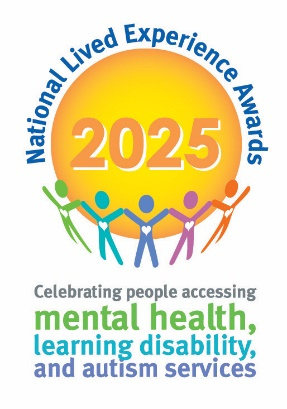 National Lived Experience Awards
2025
Celebrating people accessing
mental health,
learning disability,
and autism services